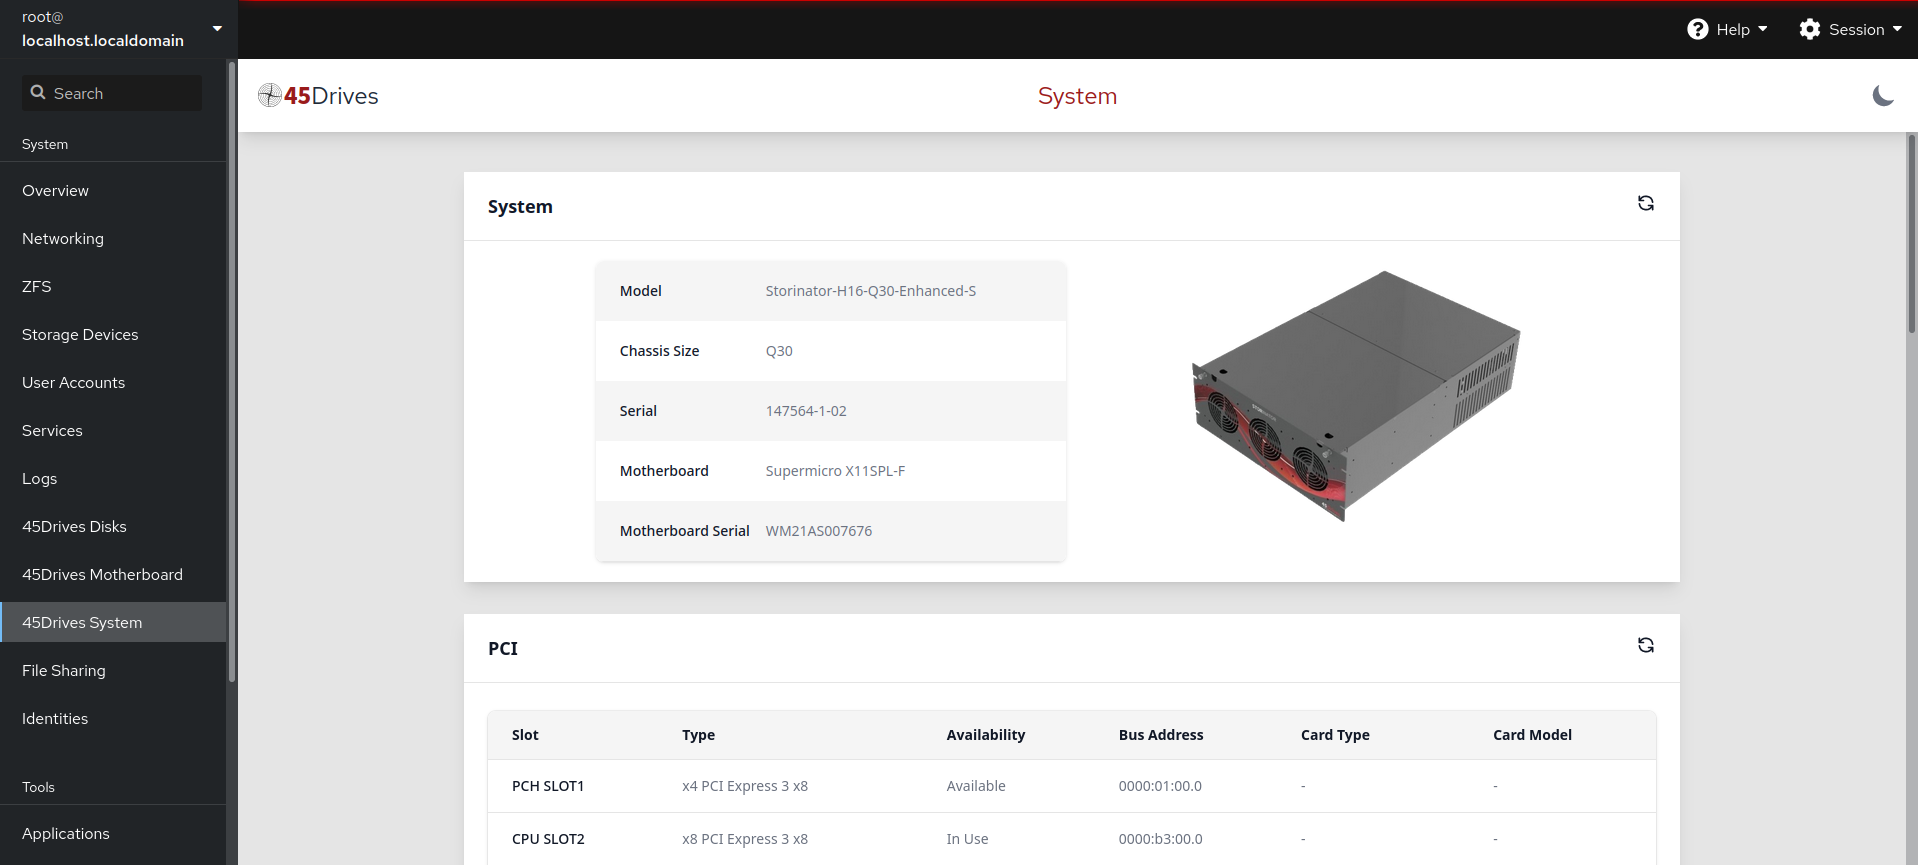 root@
localhost.localdomain
Help
Session
Search
System
Overview
Networking
ZFS
Storage Devices
User Accounts
Services
Logs
45Drives Disks
45Drives Motherboard
45Drives System
File Sharing
Identities
Tools
Applications
45Drives
System
System
Model Storinator-H16-Q30-Enhanced-S
Chassis Size Q30
Serial 147564-1-02
Motherboard Supermicro X11SPL-F
Motherboard Serial WM21AS007676
PCI
Slot Type Availability Bus Address Card Type Card Model
PCH SLOT1 x4 PCI Express 3 x8 Available 0000:01:00.0 - -
CPU SLOT2 x8 PCI Express 3 x8 In Use 0000:b3:00.0 - -